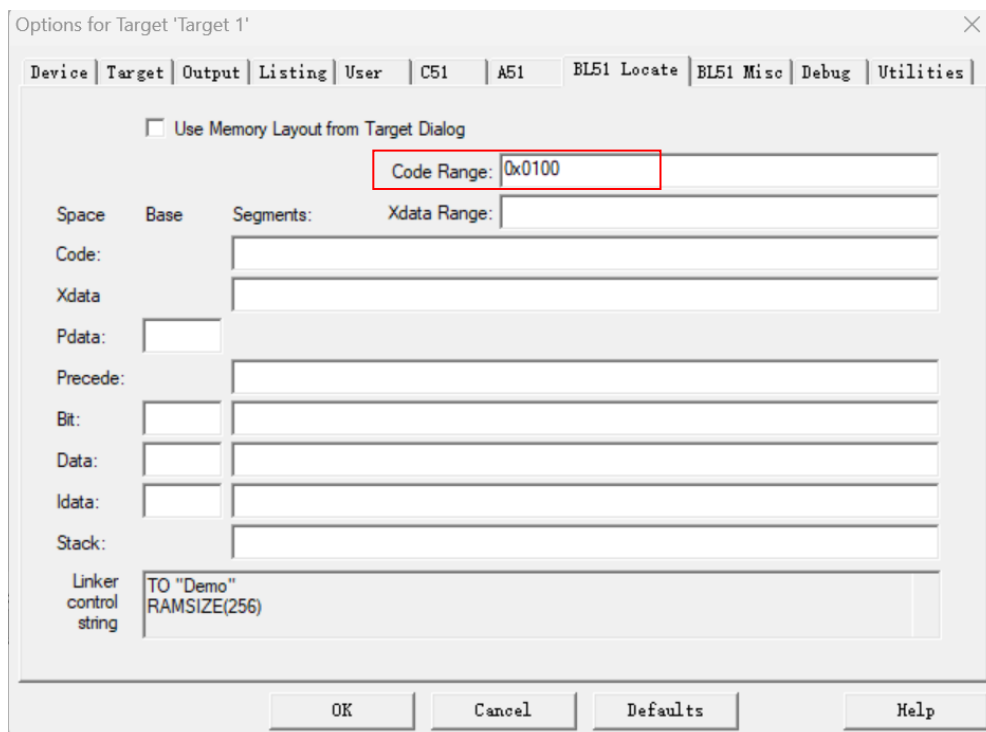 Options for Target 'Target 1'
Device Target Output Listing User C51 A51 BL51 Locate BL51 Misc Debug Utilities
Use Memory Layout from Target Dialog
Code Range: 0x0100
Space Base Segments: Xdata Range:
Code:
Xdata
Pdata:
Precede:
Bit:
Data:
Idata:
Stack:
Linker control string
TO "Demo"
RAMSIZE(256)
OK Cancel Defaults Help